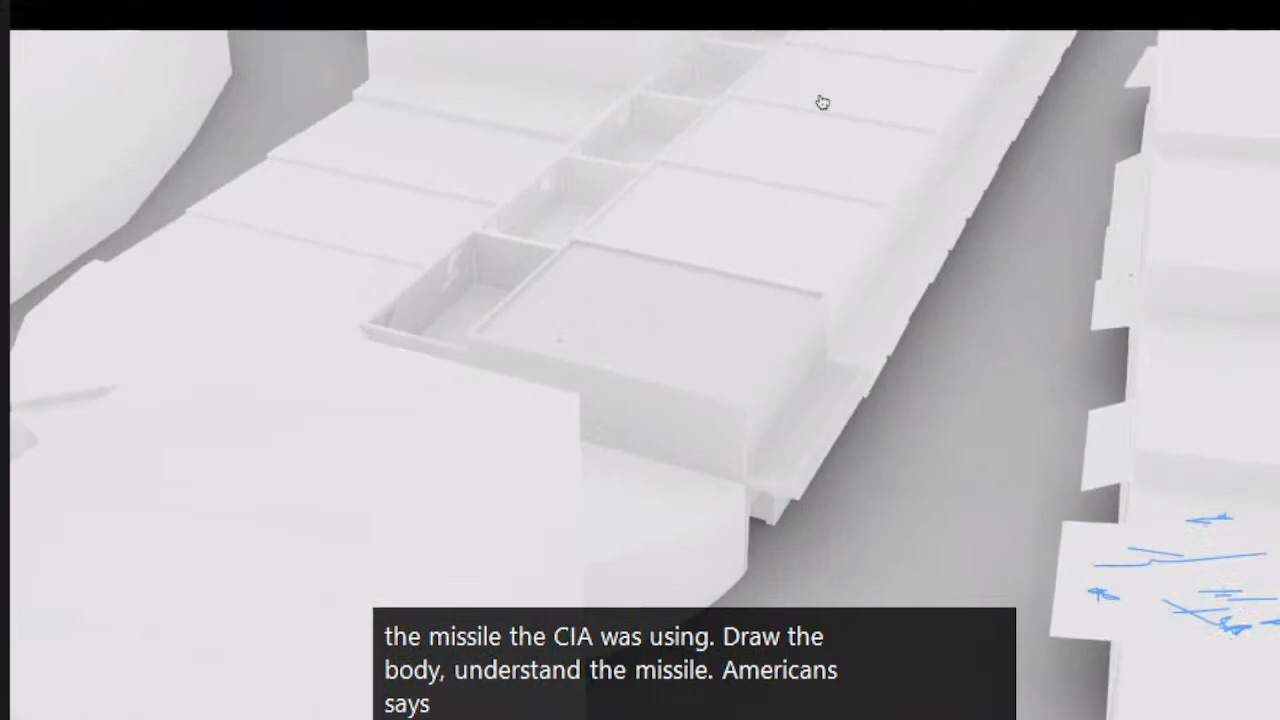 the missile the CIA was using. Draw the
body, understand the missile. Americans
says